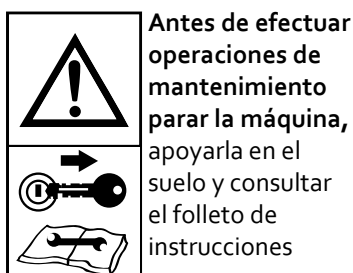 Antes de efectuar
operaciones de
mantenimiento
parar la máquina,
apoyarla en el
suelo y consultar
el folleto de
instrucciones